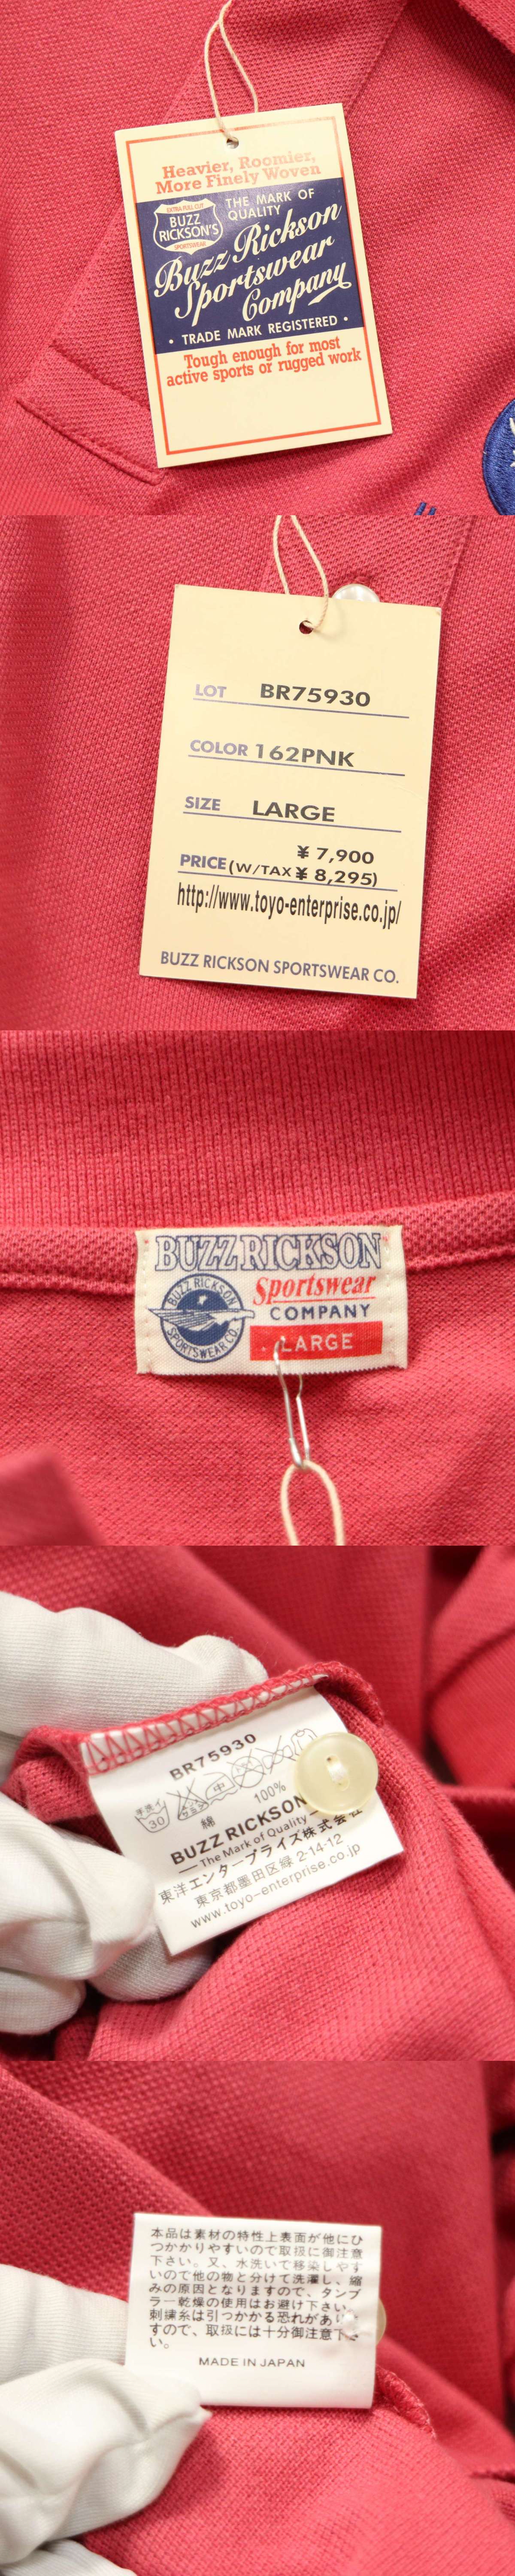 Heavier, Roomier,
More Finely Woven
EXTRA FULL CUT
BUZZ
RICKSON'S
SPORTSWEAR
THE MARK OF
QUALITY
Buzz Rickson
Sportswear
Company
• TRADE MARK REGISTERED •
Tough enough for most
active sports or rugged work
LOT BR75930
COLOR 162PNK
SIZE LARGE
¥ 7,900
PRICE (W/TAX ¥ 8,295)
http://www.toyo-enterprise.co.jp/
BUZZ RICKSON SPORTSWEAR CO.
BUZZ RICKSON
BUZZ RICKSON
SPORTSWEAR CO.
Sportswear
COMPANY
LARGE
BR75930
手洗イ
30
中
綿 100%
BUZZ RICKSON
The Mark of Quality
東洋エンタープライズ株式会社
東京都墨田区緑 2-14-12
www.toyo-enterprise.co.jp
本品は素材の特性上表面が他にひ
つかかりやすいので取扱に御注意
下さい。又、水洗いで移染しやす
いので他の物と分けて洗濯し、縮
みの原因となりますので、タンブ
ラー乾燥の使用はお避け下さい。
刺繍糸は引つかかる恐れがあり
すので、取扱には十分御注意下さ
い。
MADE IN JAPAN